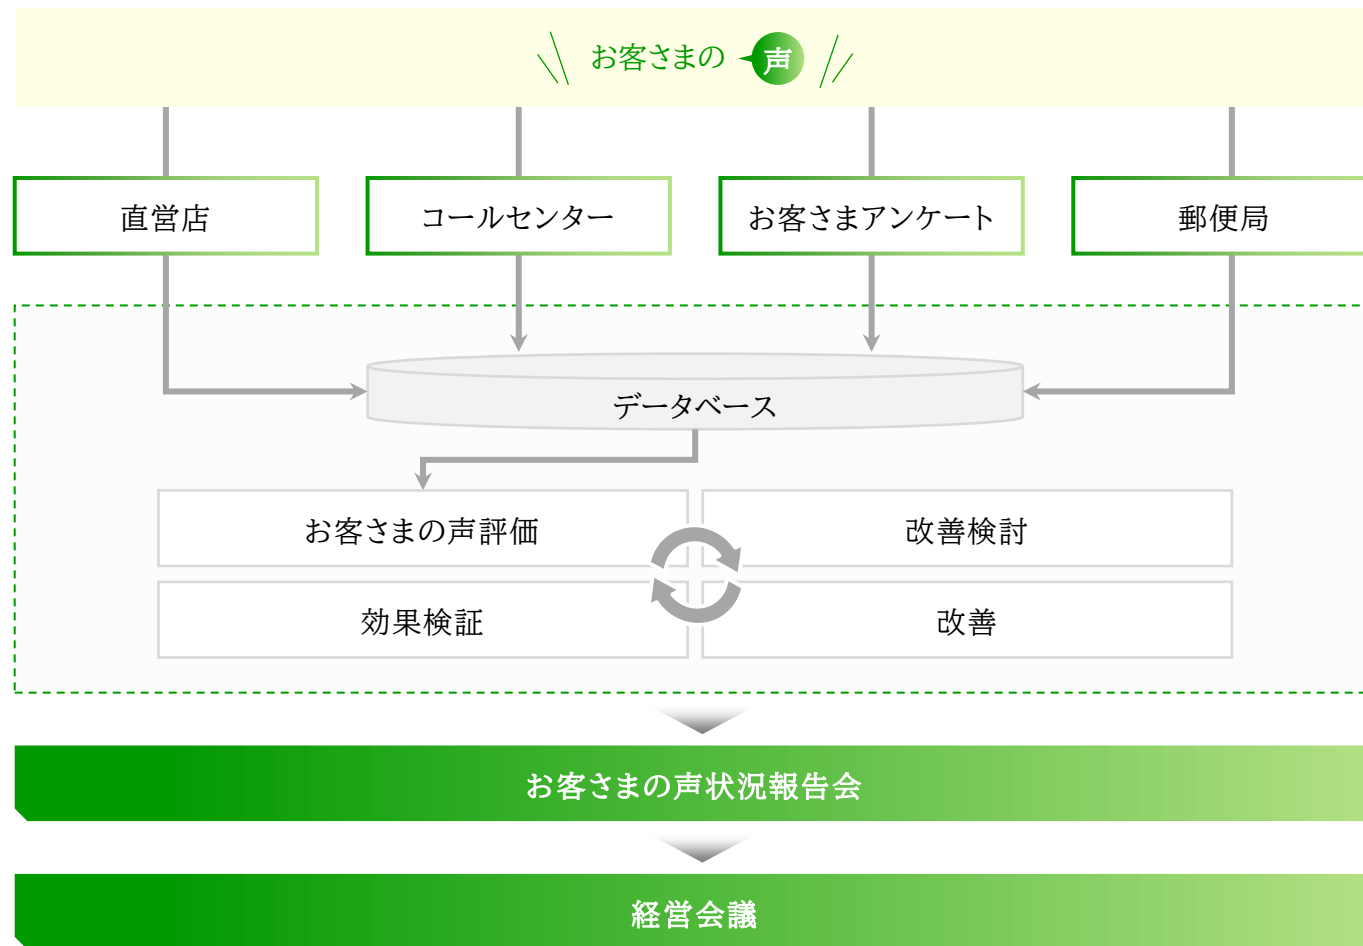 お客さまの 声
直営店
コールセンター
お客さまアンケート
郵便局
データベース
お客さまの声評価
改善検討
効果検証
改善
お客さまの声状況報告会
経営会議